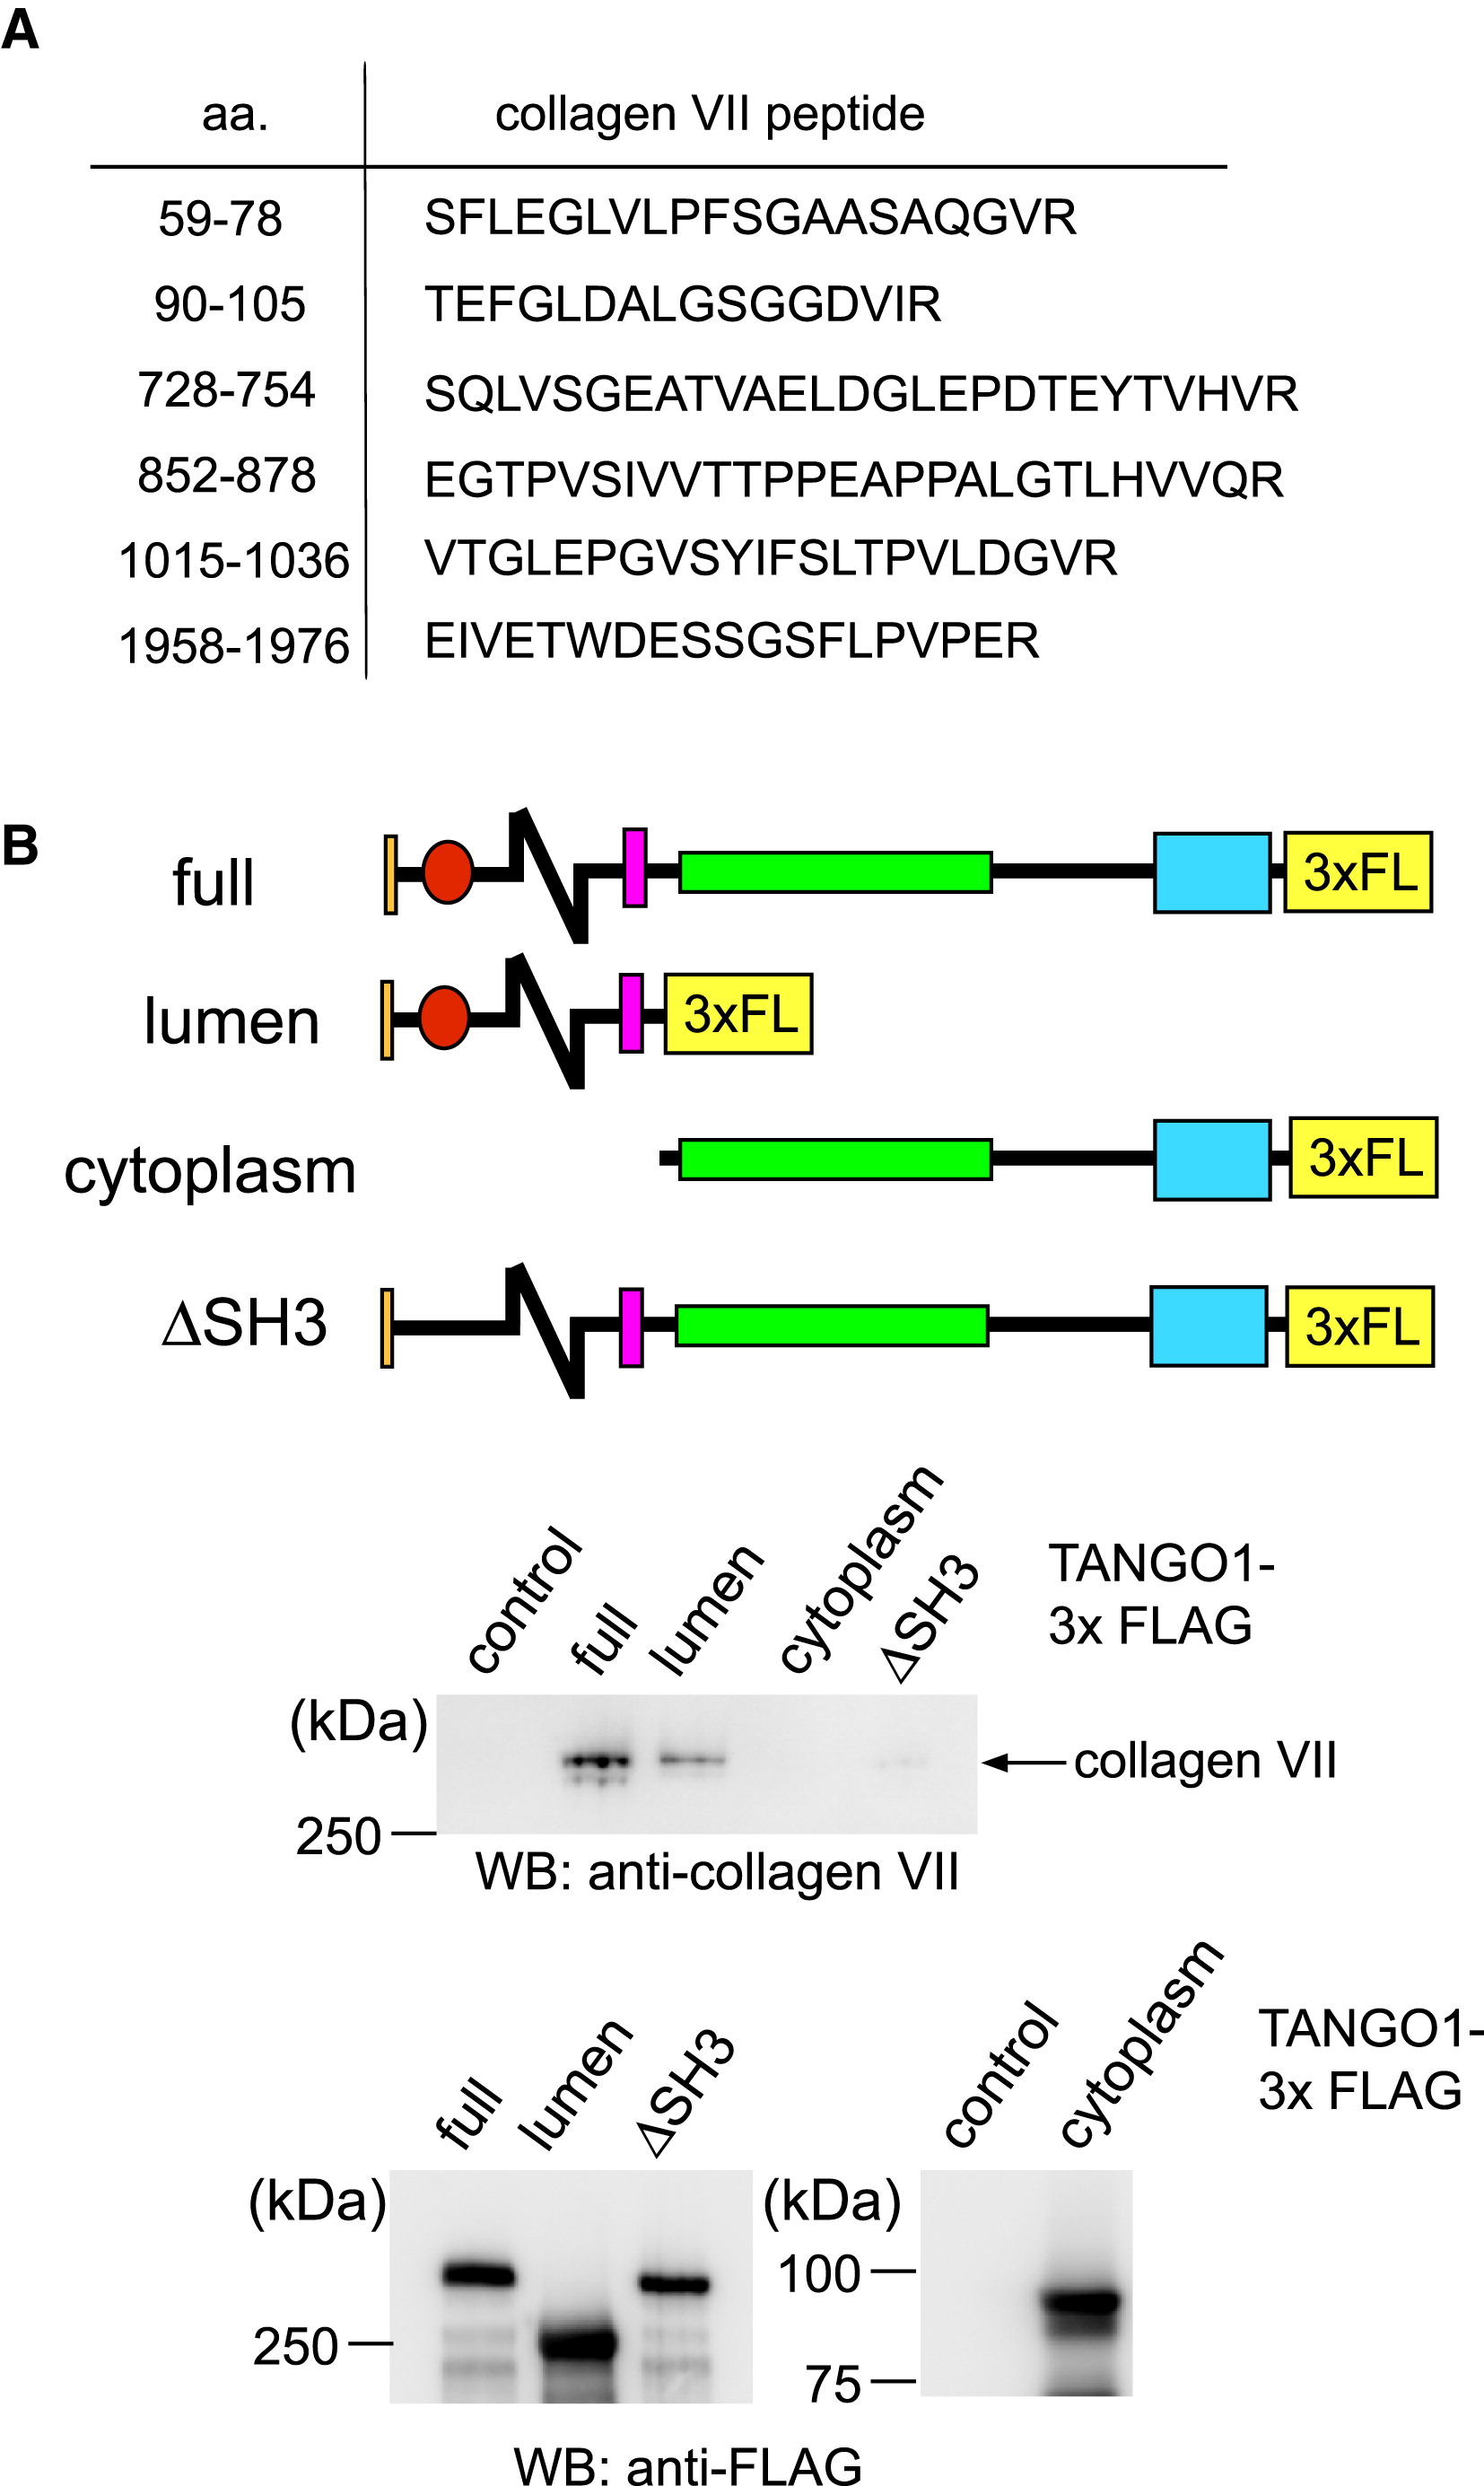 A
aa. collagen VII peptide
59-78 SFLEGLVLPFSGAASAQGVR
90-105 TEFGLDALGSGGDVIR
728-754 SQLVSGEATVAELDGLEPDTEYTVHVR
852-878 EGTPVSIVVTTPPEAPPALGTLHVVQR
1015-1036 VTGLEPGVSYIFSLTPVLDGVR
1958-1976 EIVETWDESSGSFLPVPER
B
full 3xFL
lumen 3xFL
cytoplasm 3xFL
ΔSH3 3xFL
control full lumen cytoplasm ΔSH3 TANGO1-
3x FLAG
(kDa)
collagen VII
250
WB: anti-collagen VII
full lumen ΔSH3 control cytoplasm TANGO1-
3x FLAG
(kDa) (kDa)
100
250
75
WB: anti-FLAG